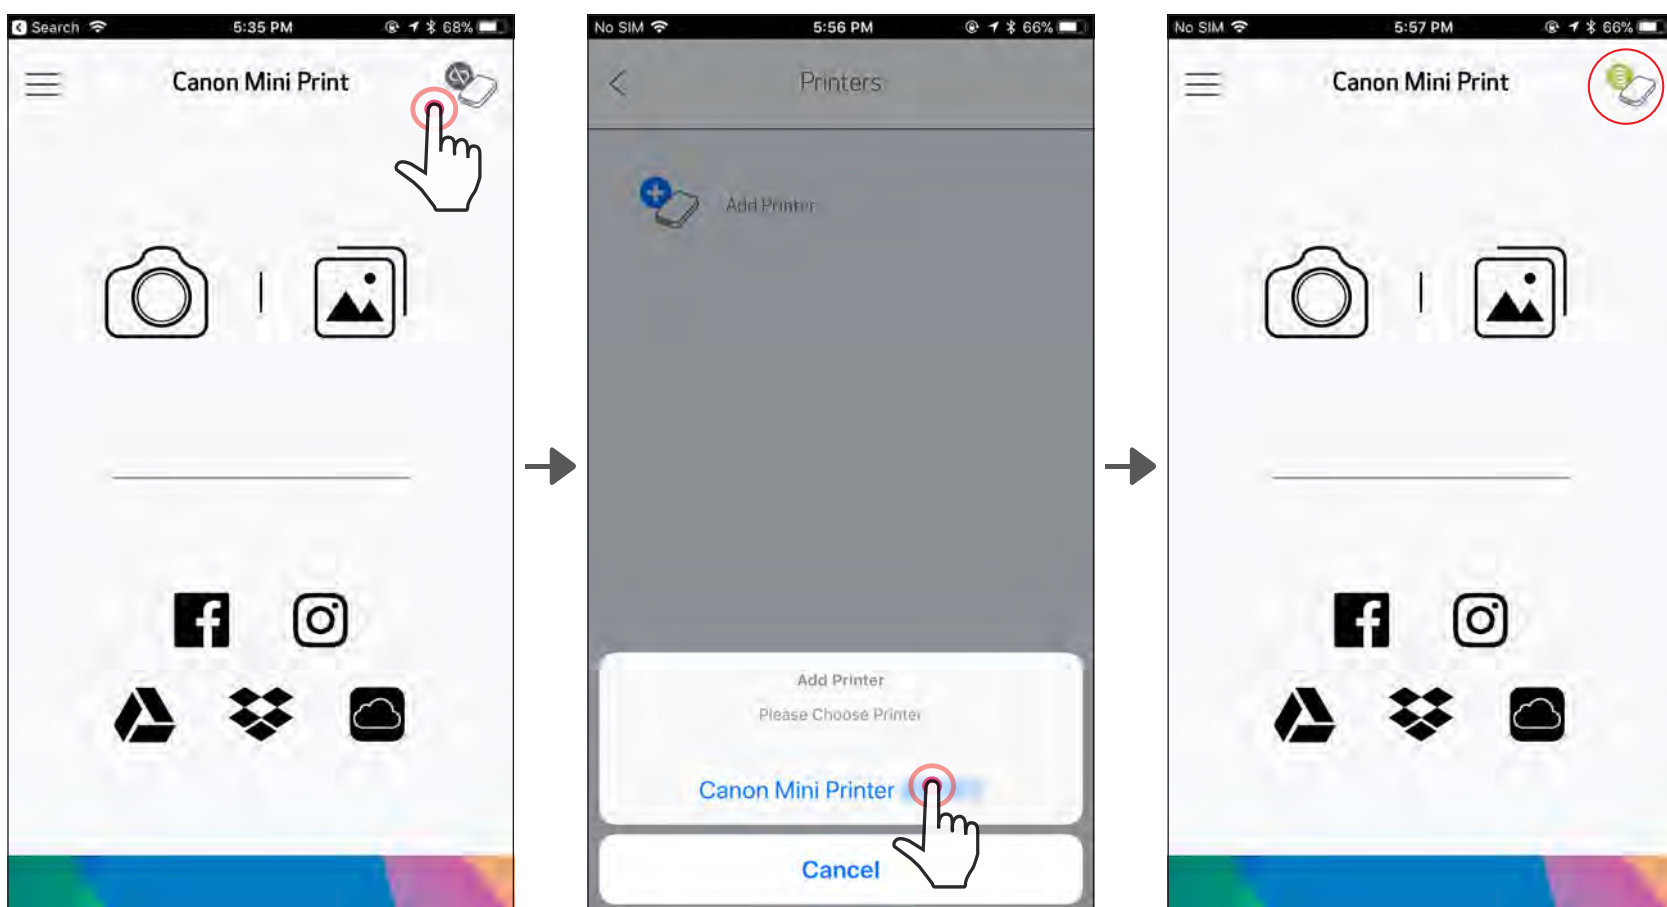 Search 5:35 PM 68%
Canon Mini Print
No SIM 5:56 PM 66%
Printers
Add Printer
Add Printer
Please Choose Printer
Canon Mini Printer
Cancel
No SIM 5:57 PM 66%
Canon Mini Print